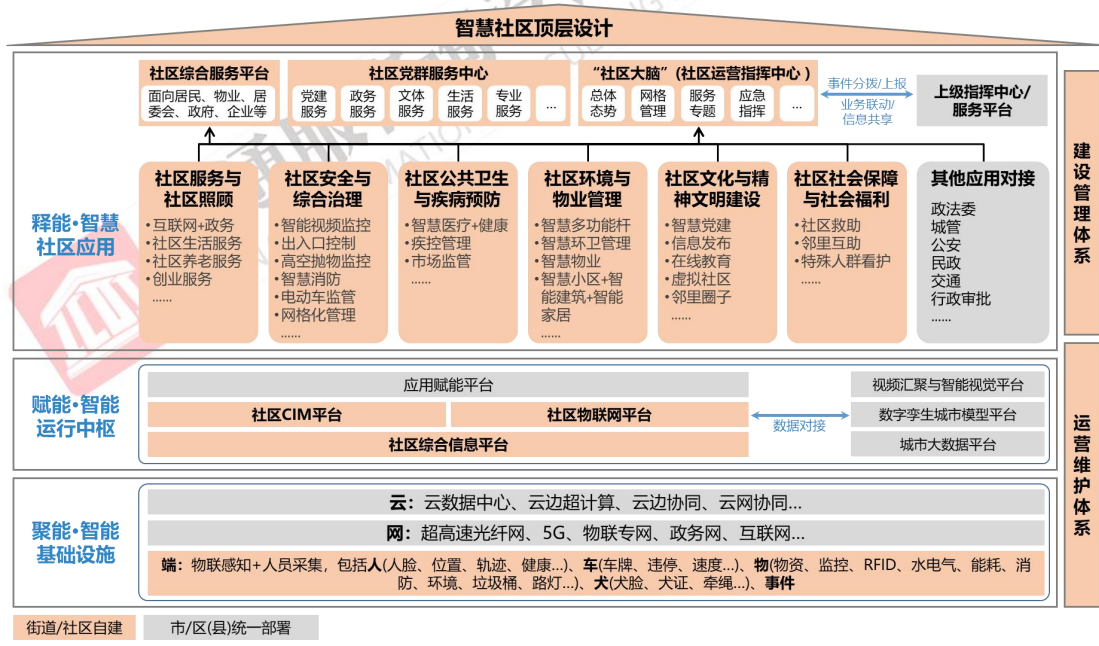 智慧社区顶层设计
社区综合服务平台
面向居民、物业、居
委会、政府、企业等
社区党群服务中心
党建
服务
政务
服务
文体
服务
生活
服务
专业
服务
...
“社区大脑”(社区运营指挥中心)
总体
态势
网格
管理
服务
专题
应急
指挥
...
事件分拨/上报
业务联动/
信息共享
上级指挥中心/
服务平台
释能·智慧
社区应用
社区服务与
社区照顾
•互联网+政务
•社区生活服务
•社区养老服务
•创业服务
......
社区安全与
综合治理
•智能视频监控
•出入口控制
•高空抛物监控
•智慧消防
•电动车监管
•网格化管理
......
社区公共卫生
与疾病预防
•智慧医疗+健康
•疾控管理
•市场监管
......
社区环境与
物业管理
•智慧多功能杆
•智慧环卫管理
•智慧物业
•智慧小区+智
能建筑+智能
家居
......
社区文化与精
神文明建设
•智慧党建
•信息发布
•在线教育
•虚拟社区
•邻里圈子
......
社区社会保障
与社会福利
•社区救助
•邻里互助
•特殊人群看护
......
其他应用对接
政法委
城管
公安
民政
交通
行政审批
......
建设管理体系
赋能·智能
运行中枢
应用赋能平台
社区CIM平台
社区物联网平台
社区综合信息平台
数据对接
视频汇聚与智能视觉平台
数字孪生城市模型平台
城市大数据平台
运营维护体系
聚能·智能
基础设施
云：云数据中心、云边超计算、云边协同、云网协同...
网：超高速光纤网、5G、物联专网、政务网、互联网...
端：物联感知+人员采集，包括人(人脸、位置、轨迹、健康...)、车(车牌、违停、速度...)、物(物资、监控、RFID、水电气、能耗、消
防、环境、垃圾桶、路灯...)、犬(犬脸、犬证、牵绳...)、事件
街道/社区自建
市/区(县)统一部署